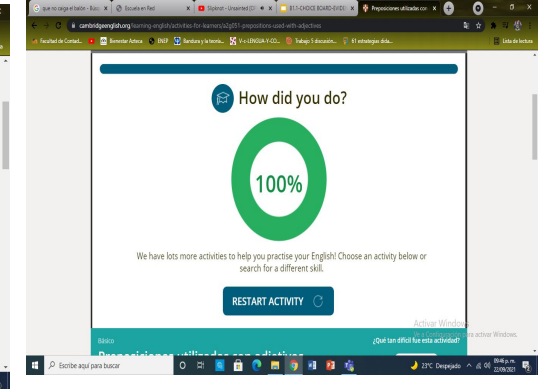 que no caiga el balón - Busc
Escuela en Red
Slipknot - Unsainted [O
B1.1-CHOICE BOARD-(IVIDI
Preposiciones utilizadas con
cambridgeenglish.org/learning-english/activities-for-learners/a2g051-prepositions-used-with-adjectives
Facultad de Contad...
Bienestar Azteca
ENEP
Bandura y la teoría...
V-c-LENGUA-Y-CO...
Trabajo 5 discusión...
61 estrategias didá...
Lista de lectura
How did you do?
100%
We have lots more activities to help you practise your English! Choose an activity below or
search for a different skill.
RESTART ACTIVITY
Activar Windows
Ve a Configuración para activar Windows.
Básico
¿Qué tan difícil fue esta actividad?
Preposiciones utilizadas con adjetivos
Escribe aquí para buscar
23°C Despejado
09:46 p. m.
22/09/2021